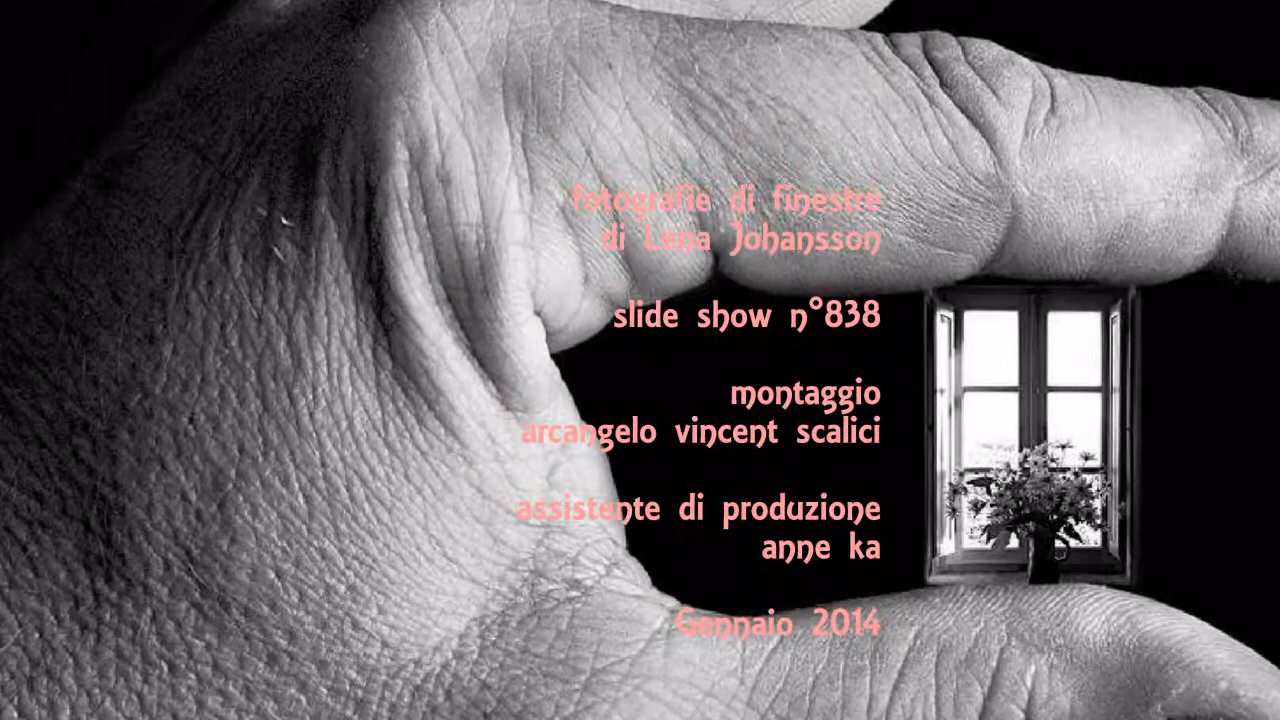 fotografie di finestre
di Lena Johansson
slide show n°838
montaggio
arcangelo vincent scalici
assistente di produzione
anne ka
Gennaio 2014